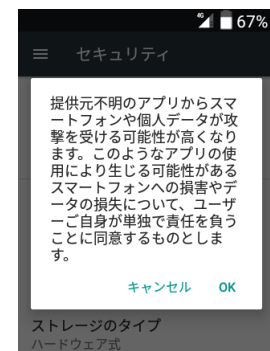 4G 67%
セキュリティ
提供元不明のアプリからスマ
ートフォンや個人データが攻
撃を受ける可能性が高くなり
ます。このようなアプリの使
用により生じる可能性がある
スマートフォンへの損害やデ
ータの損失について、ユーザ
ーご自身が単独で責任を負う
ことに同意するものとしま
す。
キャンセル OK
ストレージのタイプ
ハードウェア式